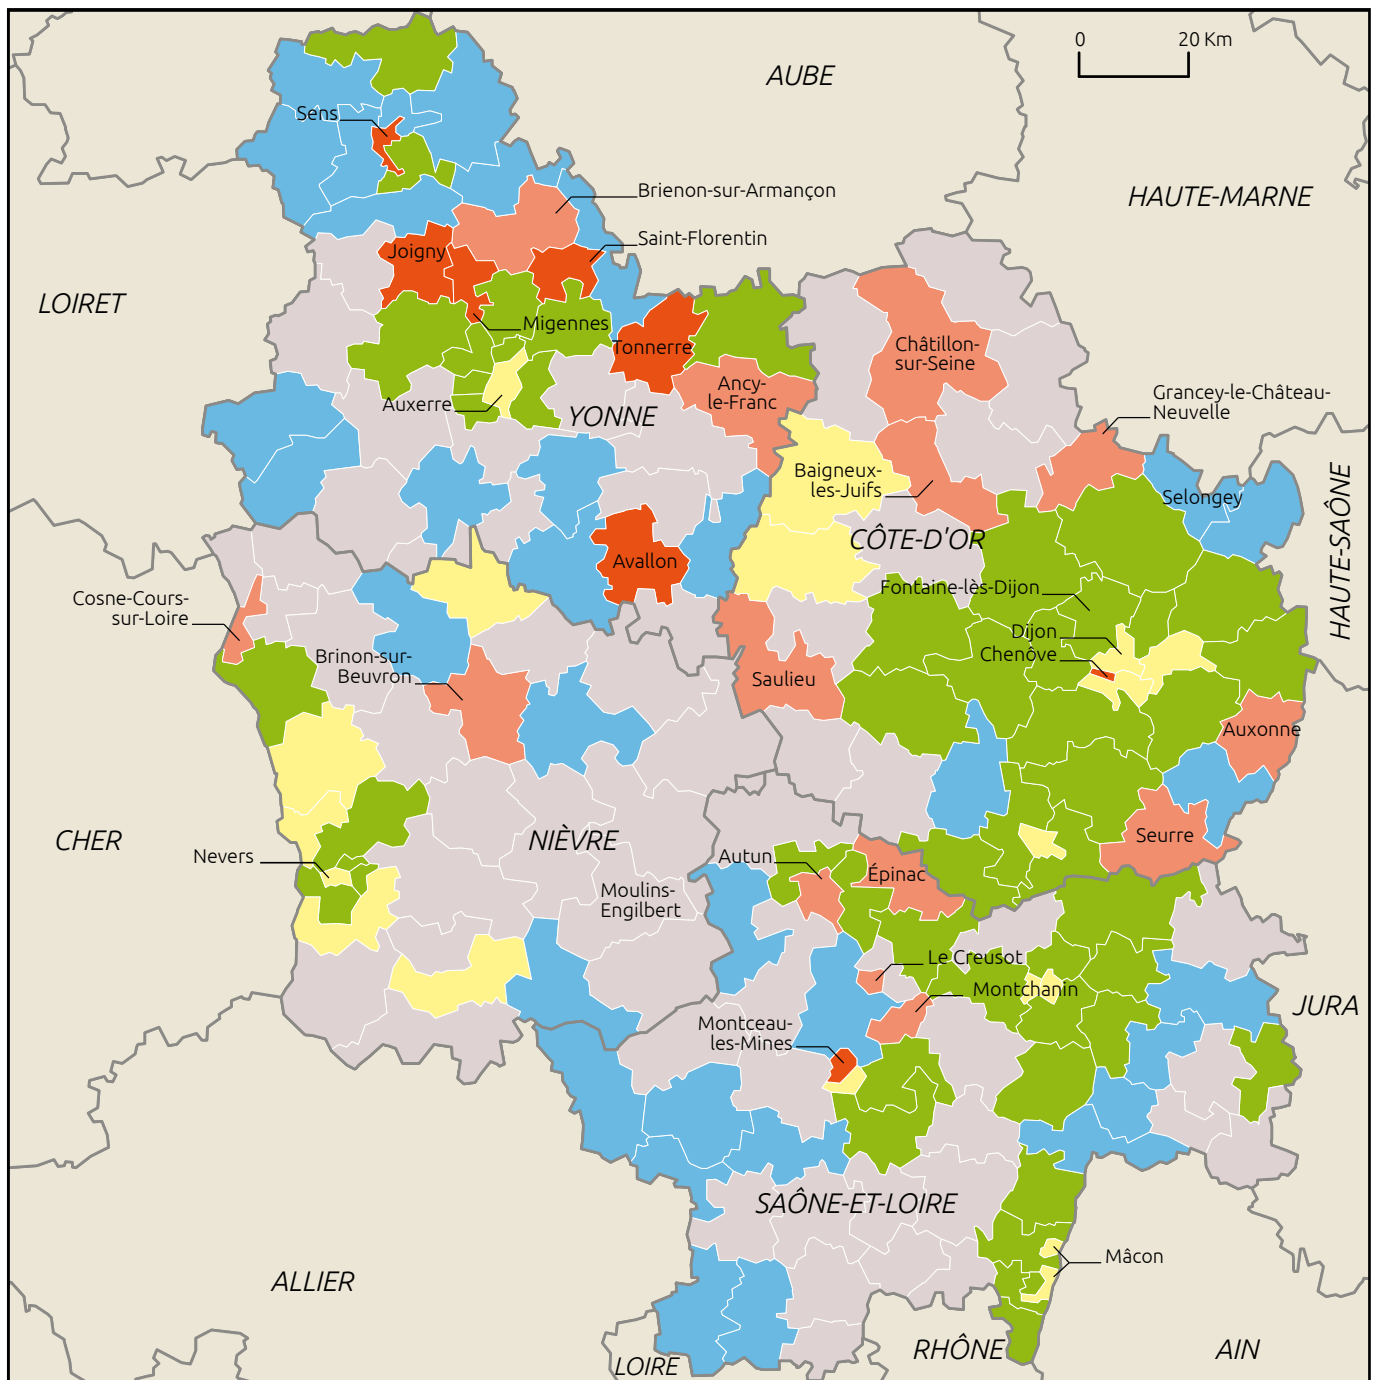 0 20 Km
AUBE
Sens
Brienon-sur-Armançon
HAUTE-MARNE
Saint-Florentin
Joigny
LOIRET
Migennes
Tonnerre
Châtillon-
sur-Seine
Ancy-
le-Franc
Grancey-le-Château-
Neuvelle
Auxerre
YONNE
Baigneux-
les-Juifs
Selongey
HAUTE-SAÔNE
CÔTE-D'OR
Avallon
Fontaine-lès-Dijon
Cosne-Cours-
sur-Loire
Dijon
Chenôve
Brinon-sur-
Beuvron
Saulieu
Auxonne
CHER
NIÈVRE
Seurre
Nevers
Autun
Épinac
Moulins-
Engilbert
Le Creusot
Montchanin
JURA
Montceau-
les-Mines
SAÔNE-ET-LOIRE
Mâcon
ALLIER
RHÔNE
AIN
LOIRE